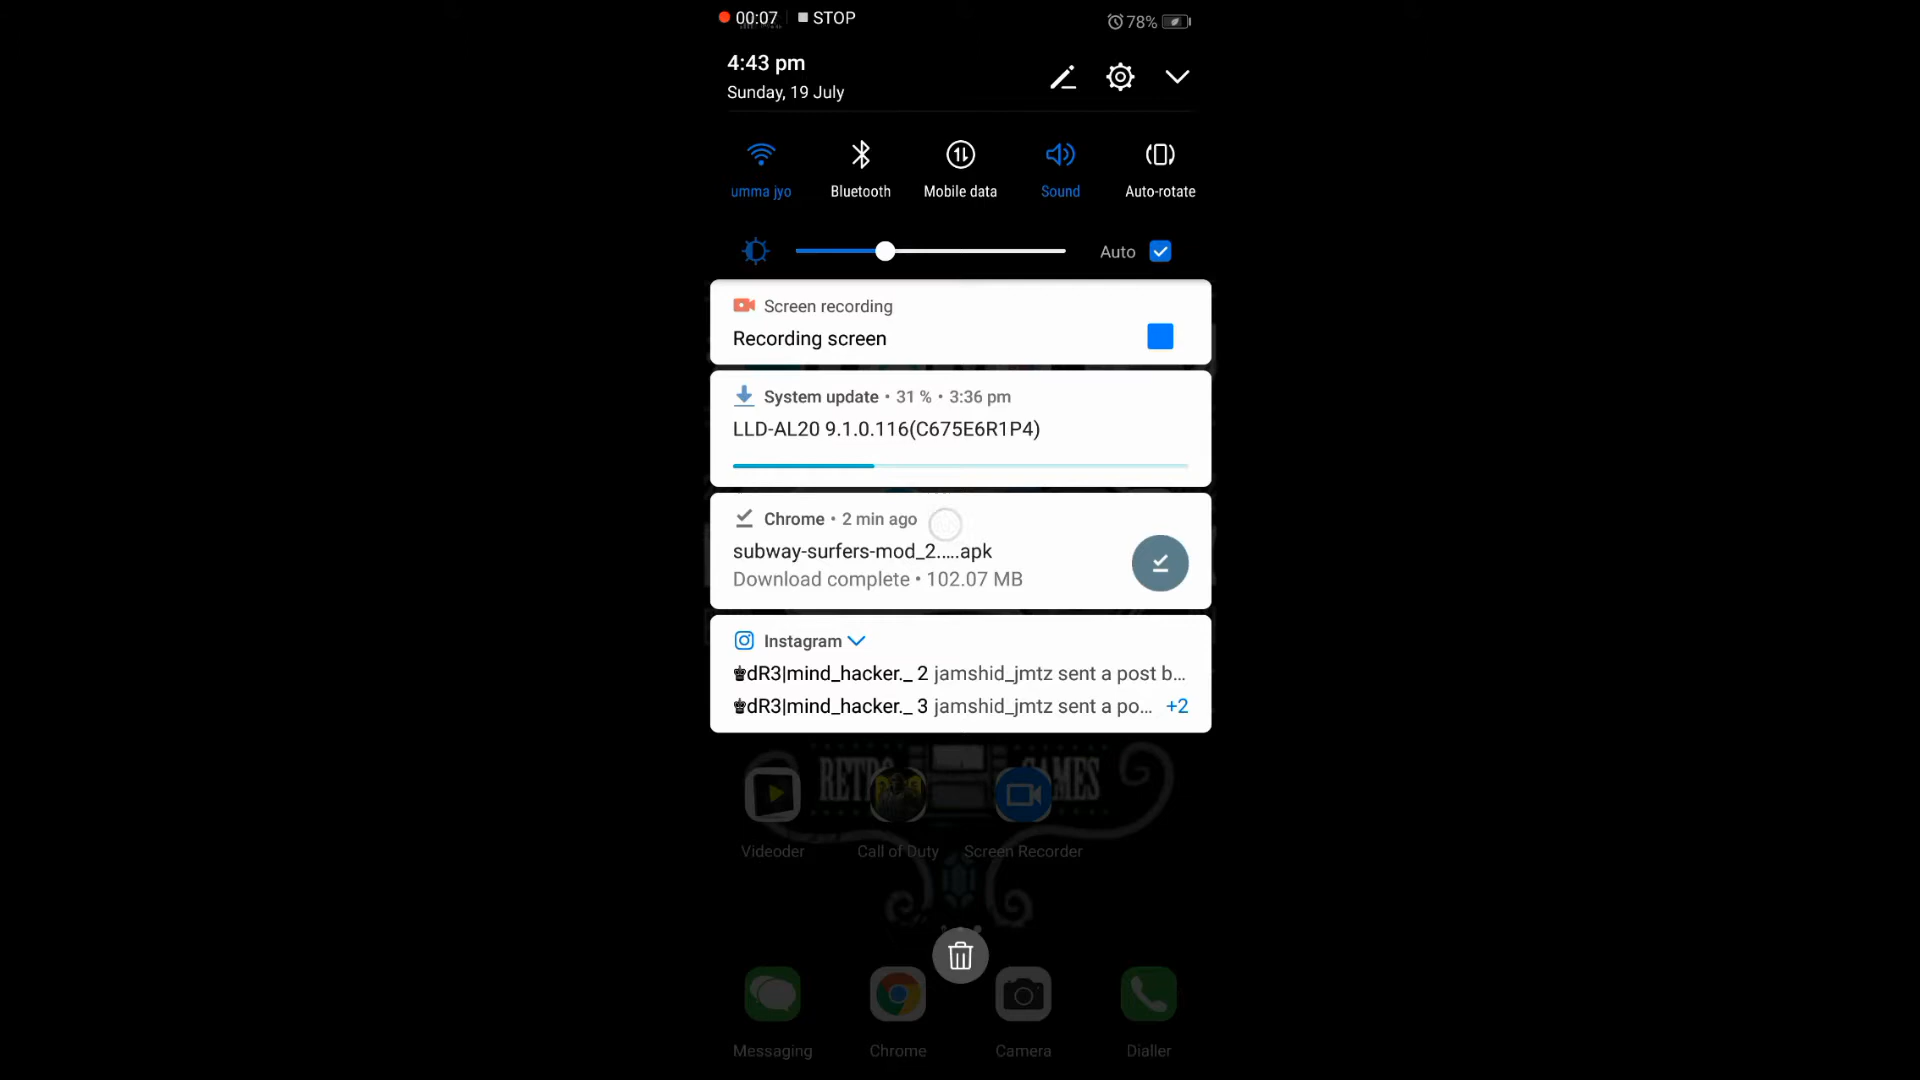 00:07 STOP 78%
4:43 pm
Sunday, 19 July
umma jyo Bluetooth Mobile data Sound Auto-rotate
Auto
Screen recording
Recording screen
System update • 31 % • 3:36 pm
LLD-AL20 9.1.0.116(C675E6R1P4)
Chrome • 2 min ago
subway-surfers-mod_2.....apk
Download complete • 102.07 MB
Instagram
♚dR3|mind_hacker._ 2 jamshid_jmtz sent a post b...
♚dR3|mind_hacker._ 3 jamshid_jmtz sent a po... +2
RETRO GAMES
Videoder Call of Duty Screen Recorder
Messaging Chrome Camera Dialler